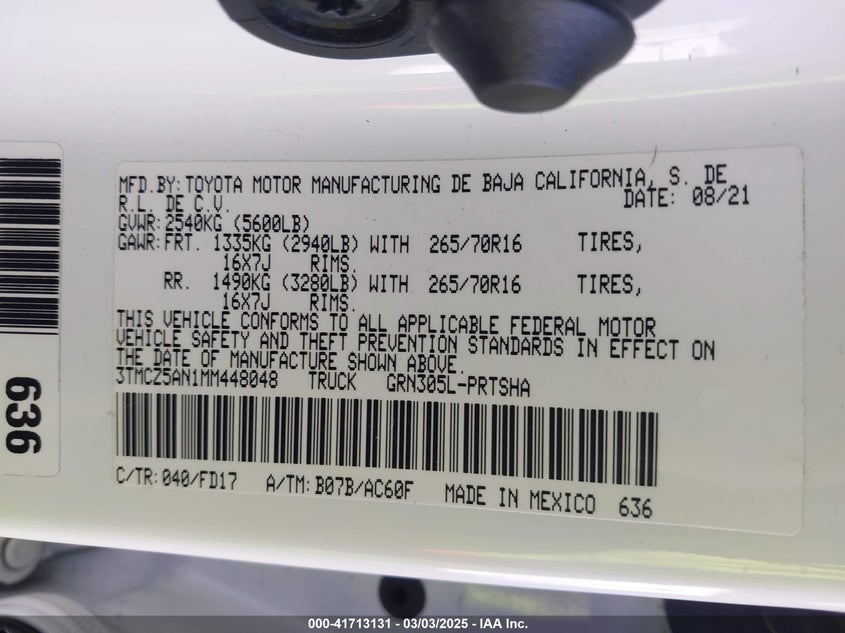 MFD.BY: TOYOTA MOTOR MANUFACTURING DE BAJA CALIFORNIA, S. DE
R.L. DE C.V. DATE: 08/21
GVWR: 2540KG (5600LB)
GAWR: FRT. 1335KG (2940LB) WITH 265/70R16 TIRES,
16X7J RIMS.
RR. 1490KG (3280LB) WITH 265/70R16 TIRES,
16X7J RIMS.
THIS VEHICLE CONFORMS TO ALL APPLICABLE FEDERAL MOTOR
VEHICLE SAFETY AND THEFT PREVENTION STANDARDS IN EFFECT ON
THE DATE OF MANUFACTURE SHOWN ABOVE.
3TMCZ5AN1MM448048 TRUCK GRN305L-PRTSHA
C/TR: 040/FD17 A/TM: B07B/AC60F MADE IN MEXICO 636
636
000-41713131 - 03/03/2025 - IAA Inc.